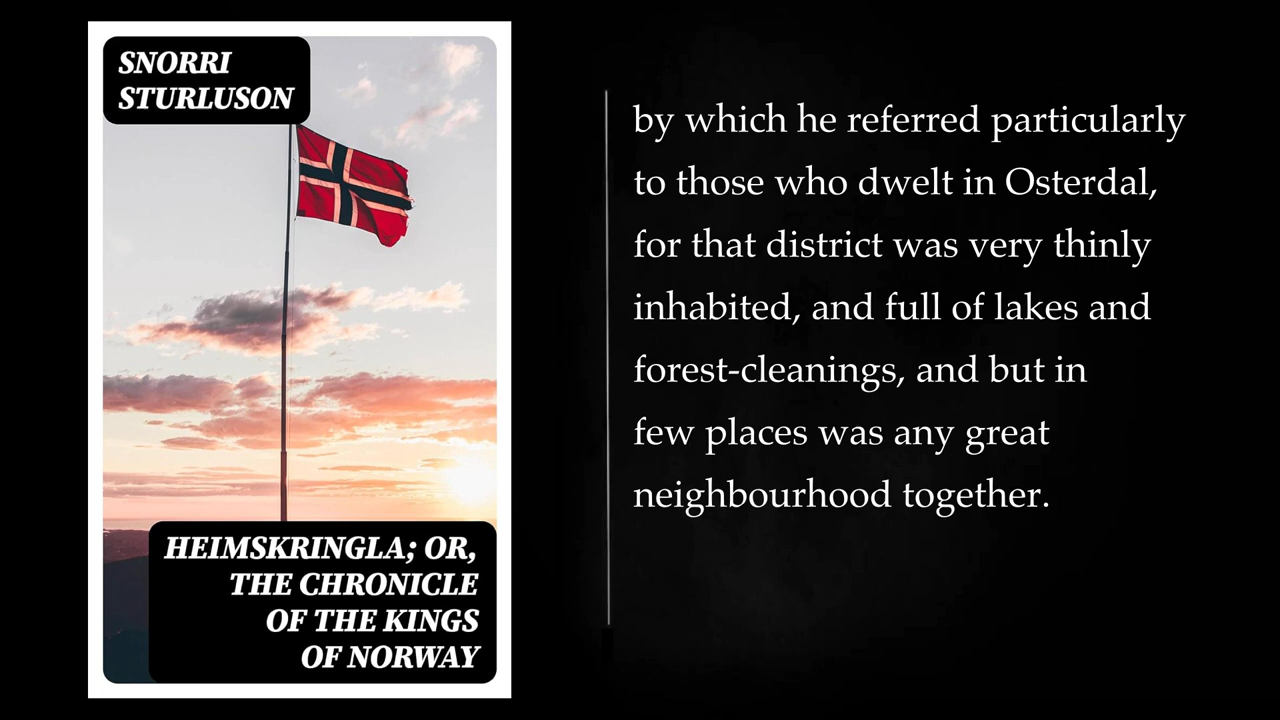 SNORRI
STURLUSON
HEIMSKRINGLA; OR,
THE CHRONICLE
OF THE KINGS
OF NORWAY
by which he referred particularly
to those who dwelt in Osterdal,
for that district was very thinly
inhabited, and full of lakes and
forest-cleanings, and but in
few places was any great
neighbourhood together.